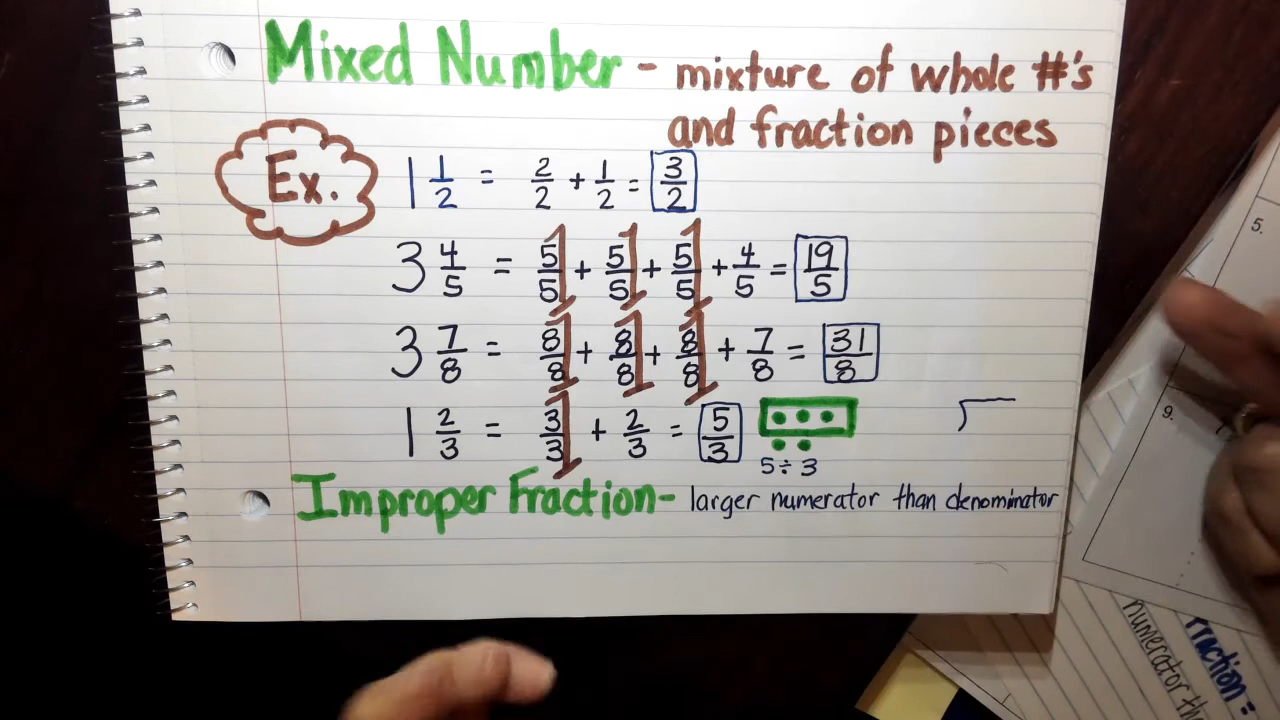 Mixed Number - mixture of whole #'s
and fraction pieces
Ex.
1 1/2 = 2/2 + 1/2 = 3/2
3 4/5 = 5/5 + 5/5 + 5/5 + 4/5 = 19/5
3 7/8 = 8/8 + 8/8 + 8/8 + 7/8 = 31/8
1 2/3 = 3/3 + 2/3 = 5/3
5 ÷ 3
Improper Fraction - larger numerator than denominator
5.
9.
numerator